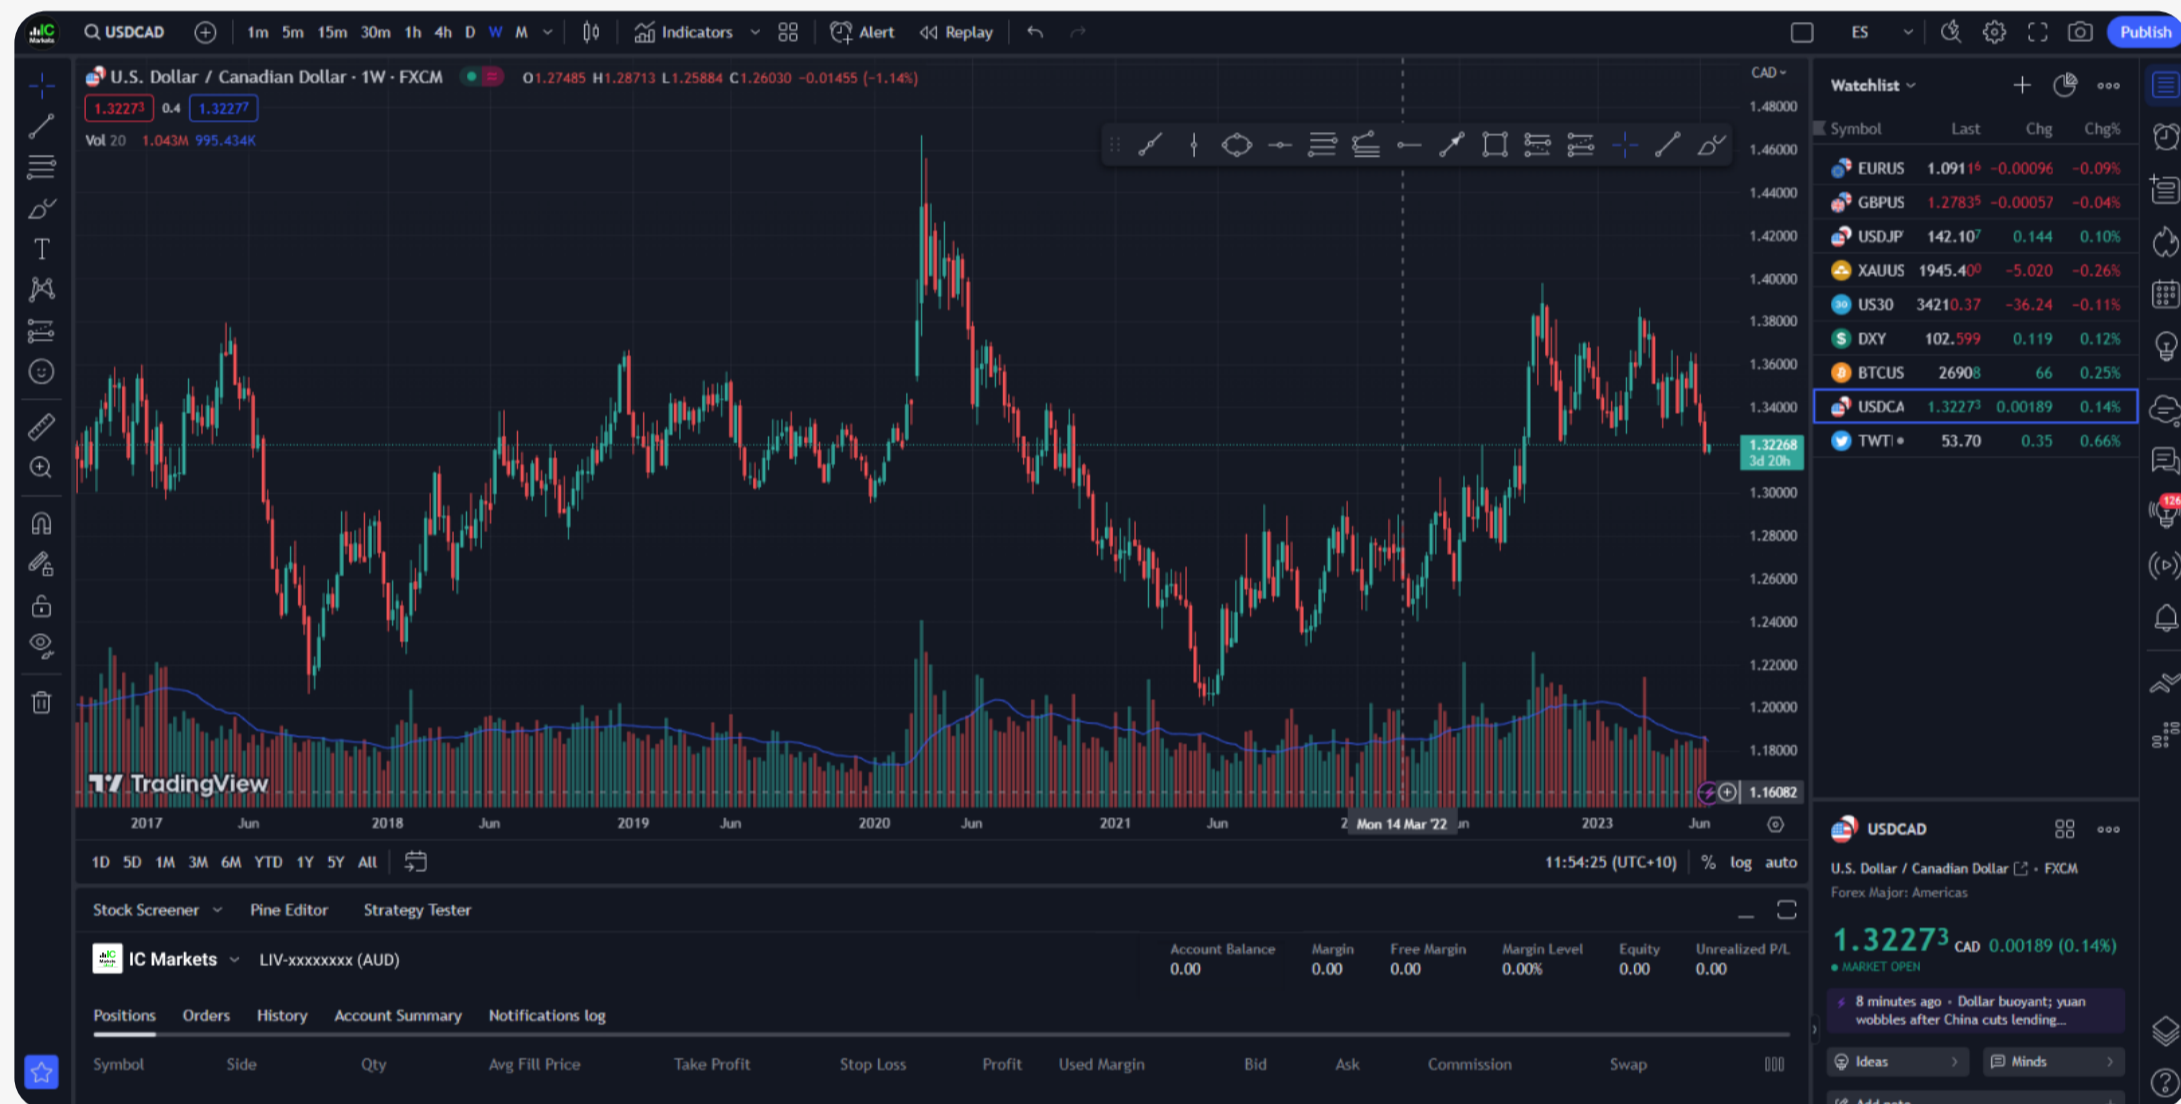 IC Markets USDCAD 1m 5m 15m 30m 1h 4h D W M Indicators Alert Replay ES Publish
U.S. Dollar / Canadian Dollar · 1W · FXCM O1.27485 H1.28713 L1.25884 C1.26030 −0.01455 (−1.14%)
1.32273 0.4 1.32277
Vol 20 1.043M 995.434K
CAD
1.48000
1.46000
1.44000
1.42000
1.40000
1.38000
1.36000
1.34000
1.32268
3d 20h
1.30000
1.28000
1.26000
1.24000
1.22000
1.20000
1.18000
1.16082
TradingView
2017 Jun 2018 Jun 2019 Jun 2020 Jun 2021 Jun Mon 14 Mar '22 2023 Jun
1D 5D 1M 3M 6M YTD 1Y 5Y All 11:54:25 (UTC+10) % log auto
Stock Screener Pine Editor Strategy Tester
IC Markets LIV-xxxxxxxx (AUD)
Account Balance Margin Free Margin Margin Level Equity Unrealized P/L
0.00 0.00 0.00 0.00% 0.00 0.00
Positions Orders History Account Summary Notifications log
Symbol Side Qty Avg Fill Price Take Profit Stop Loss Profit Used Margin Bid Ask Commission Swap
Watchlist
Symbol Last Chg Chg%
EURUS 1.09116 −0.00096 −0.09%
GBPUS 1.27835 −0.00057 −0.04%
USDJP 142.107 0.144 0.10%
XAUUS 1945.400 −5.020 −0.26%
30 US30 34210.37 −36.24 −0.11%
S DXY 102.599 0.119 0.12%
BTCUS 26908 66 0.25%
USDCA 1.32273 0.00189 0.14%
TWT 53.70 0.35 0.66%
126
USDCAD
U.S. Dollar / Canadian Dollar · FXCM
Forex Major: Americas
1.32273 CAD 0.00189 (0.14%)
MARKET OPEN
8 minutes ago · Dollar buoyant; yuan
wobbles after China cuts lending...
Ideas Minds